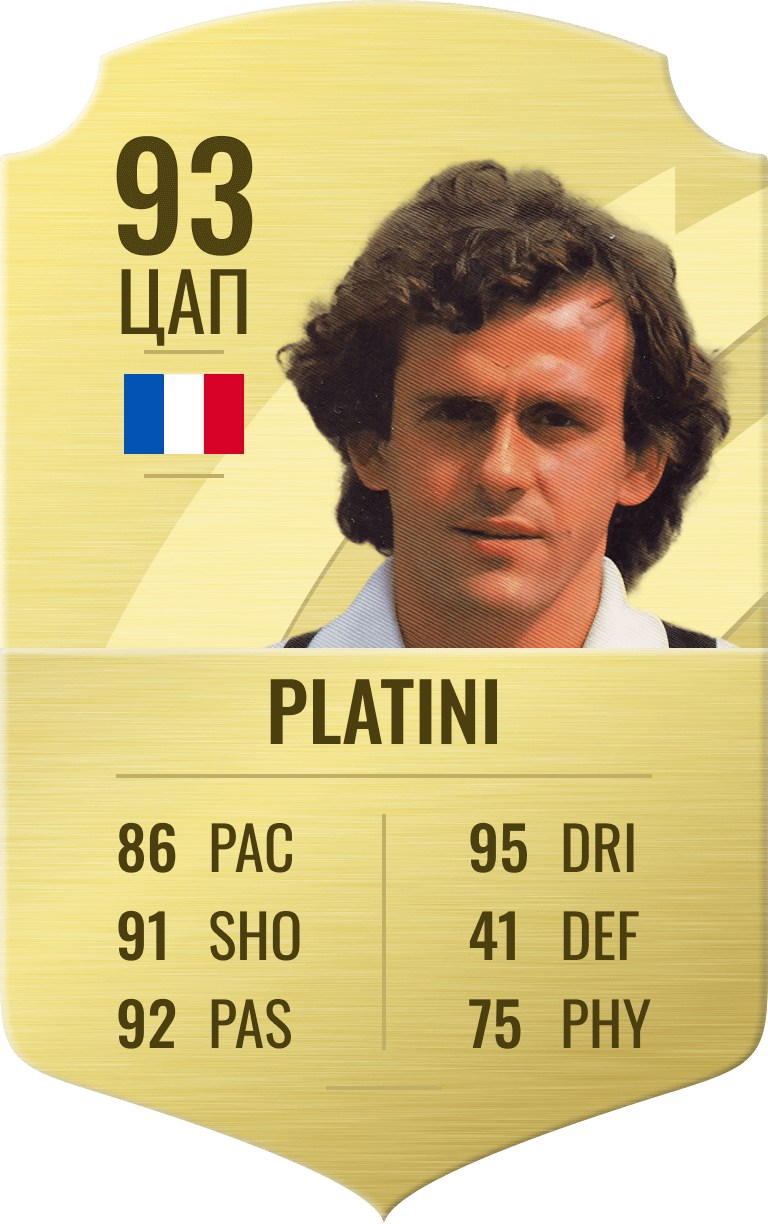 93
ЦАП
PLATINI
86 PAC
91 SHO
92 PAS
95 DRI
41 DEF
75 PHY